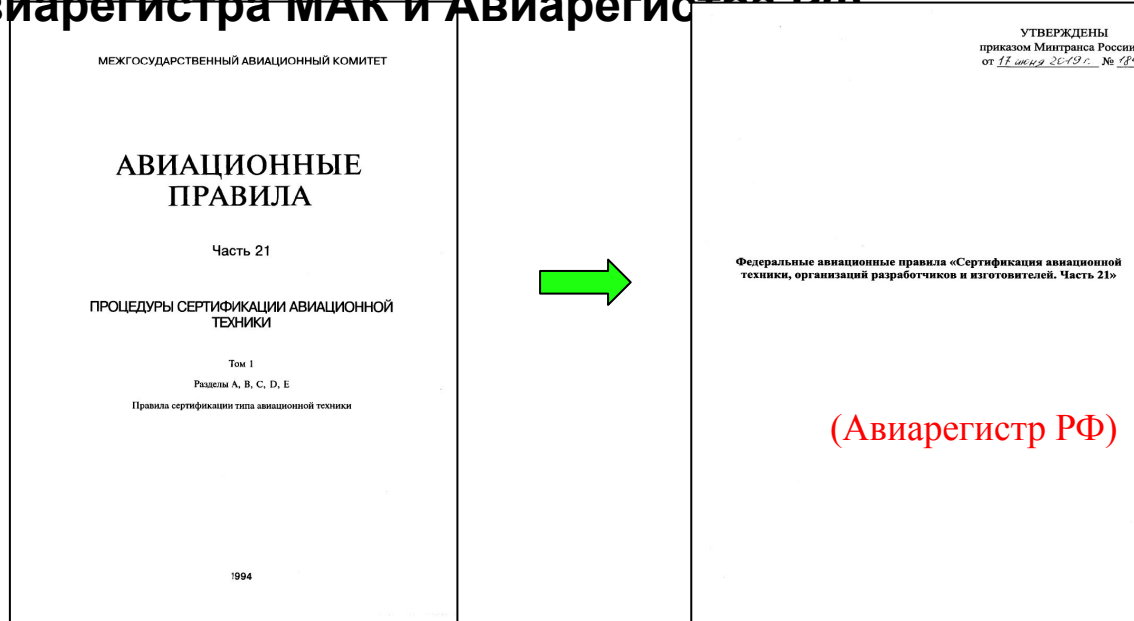 МАК и
МЕЖГОСУДАРСТВЕННЫЙ АВИАЦИОННЫЙ КОМИТЕТ
АВИАЦИОННЫЕ
ПРАВИЛА
Часть 21
ПРОЦЕДУРЫ СЕРТИФИКАЦИИ АВИАЦИОННОЙ
ТЕХНИКИ
Том 1
Разделы A, B, C, D, E
Правила сертификации типа авиационной техники
1994
УТВЕРЖДЕНЫ
приказом Минтранса России
от 17 июня 2019 г. №
Федеральные авиационные правила «Сертификация авиационной
техники, организаций разработчиков и изготовителей. Часть 21»
(Авиарегистр РФ)